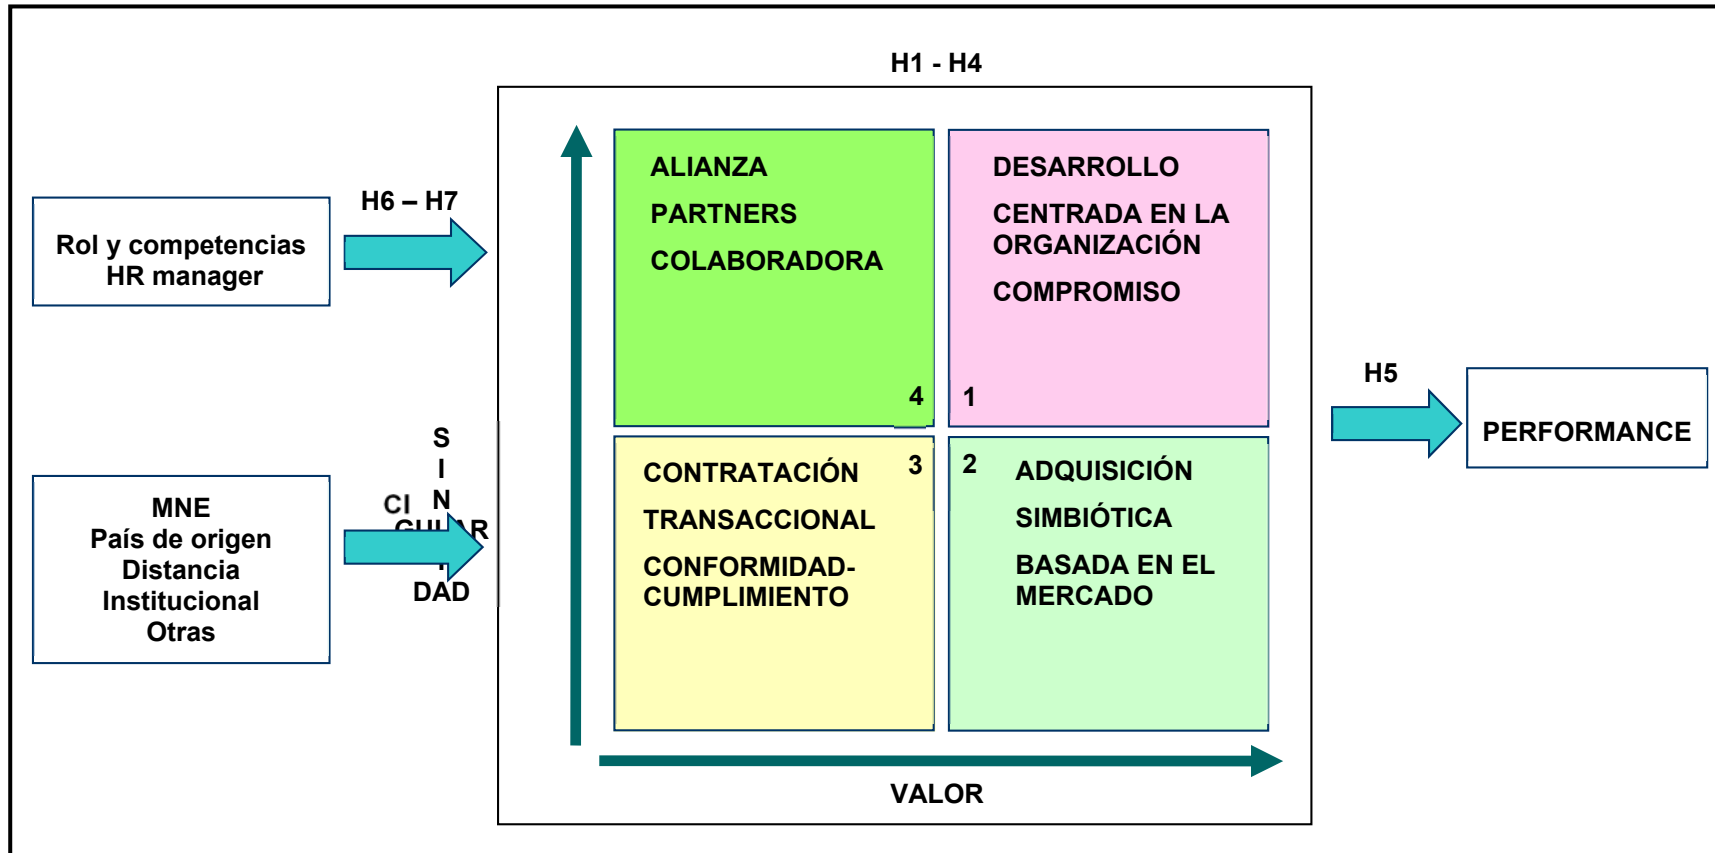 H1 - H4
H6 – H7
Rol y competencias
HR manager
ALIANZA
PARTNERS
COLABORADORA
4
DESARROLLO
CENTRADA EN LA
ORGANIZACIÓN
COMPROMISO
1
H5
PERFORMANCE
MNE
País de origen
Distancia
Institucional
Otras
CI
S
I
N
GULAR
I
DAD
CONTRATACIÓN
3
TRANSACCIONAL
CONFORMIDAD-
CUMPLIMIENTO
2
ADQUISICIÓN
SIMBIÓTICA
BASADA EN EL
MERCADO
VALOR